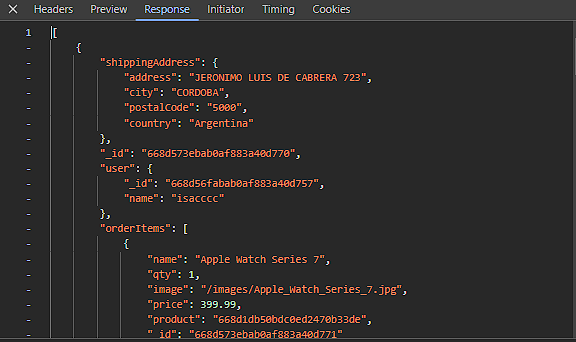 Headers Preview Response Initiator Timing Cookies
1 [
- {
- "shippingAddress": {
- "address": "JERONIMO LUIS DE CABRERA 723",
- "city": "CORDOBA",
- "postalCode": "5000",
- "country": "Argentina"
- },
- "_id": "668d573ebab0af883a40d770",
- "user": {
- "_id": "668d56fabab0af883a40d757",
- "name": "isacccc"
- },
- "orderItems": [
- {
- "name": "Apple Watch Series 7",
- "qty": 1,
- "image": "/images/Apple_Watch_Series_7.jpg",
- "price": 399.99,
- "product": "668d1db50bdc0ed2470b33de",
- "_id": "668d573ebab0af883a40d771"